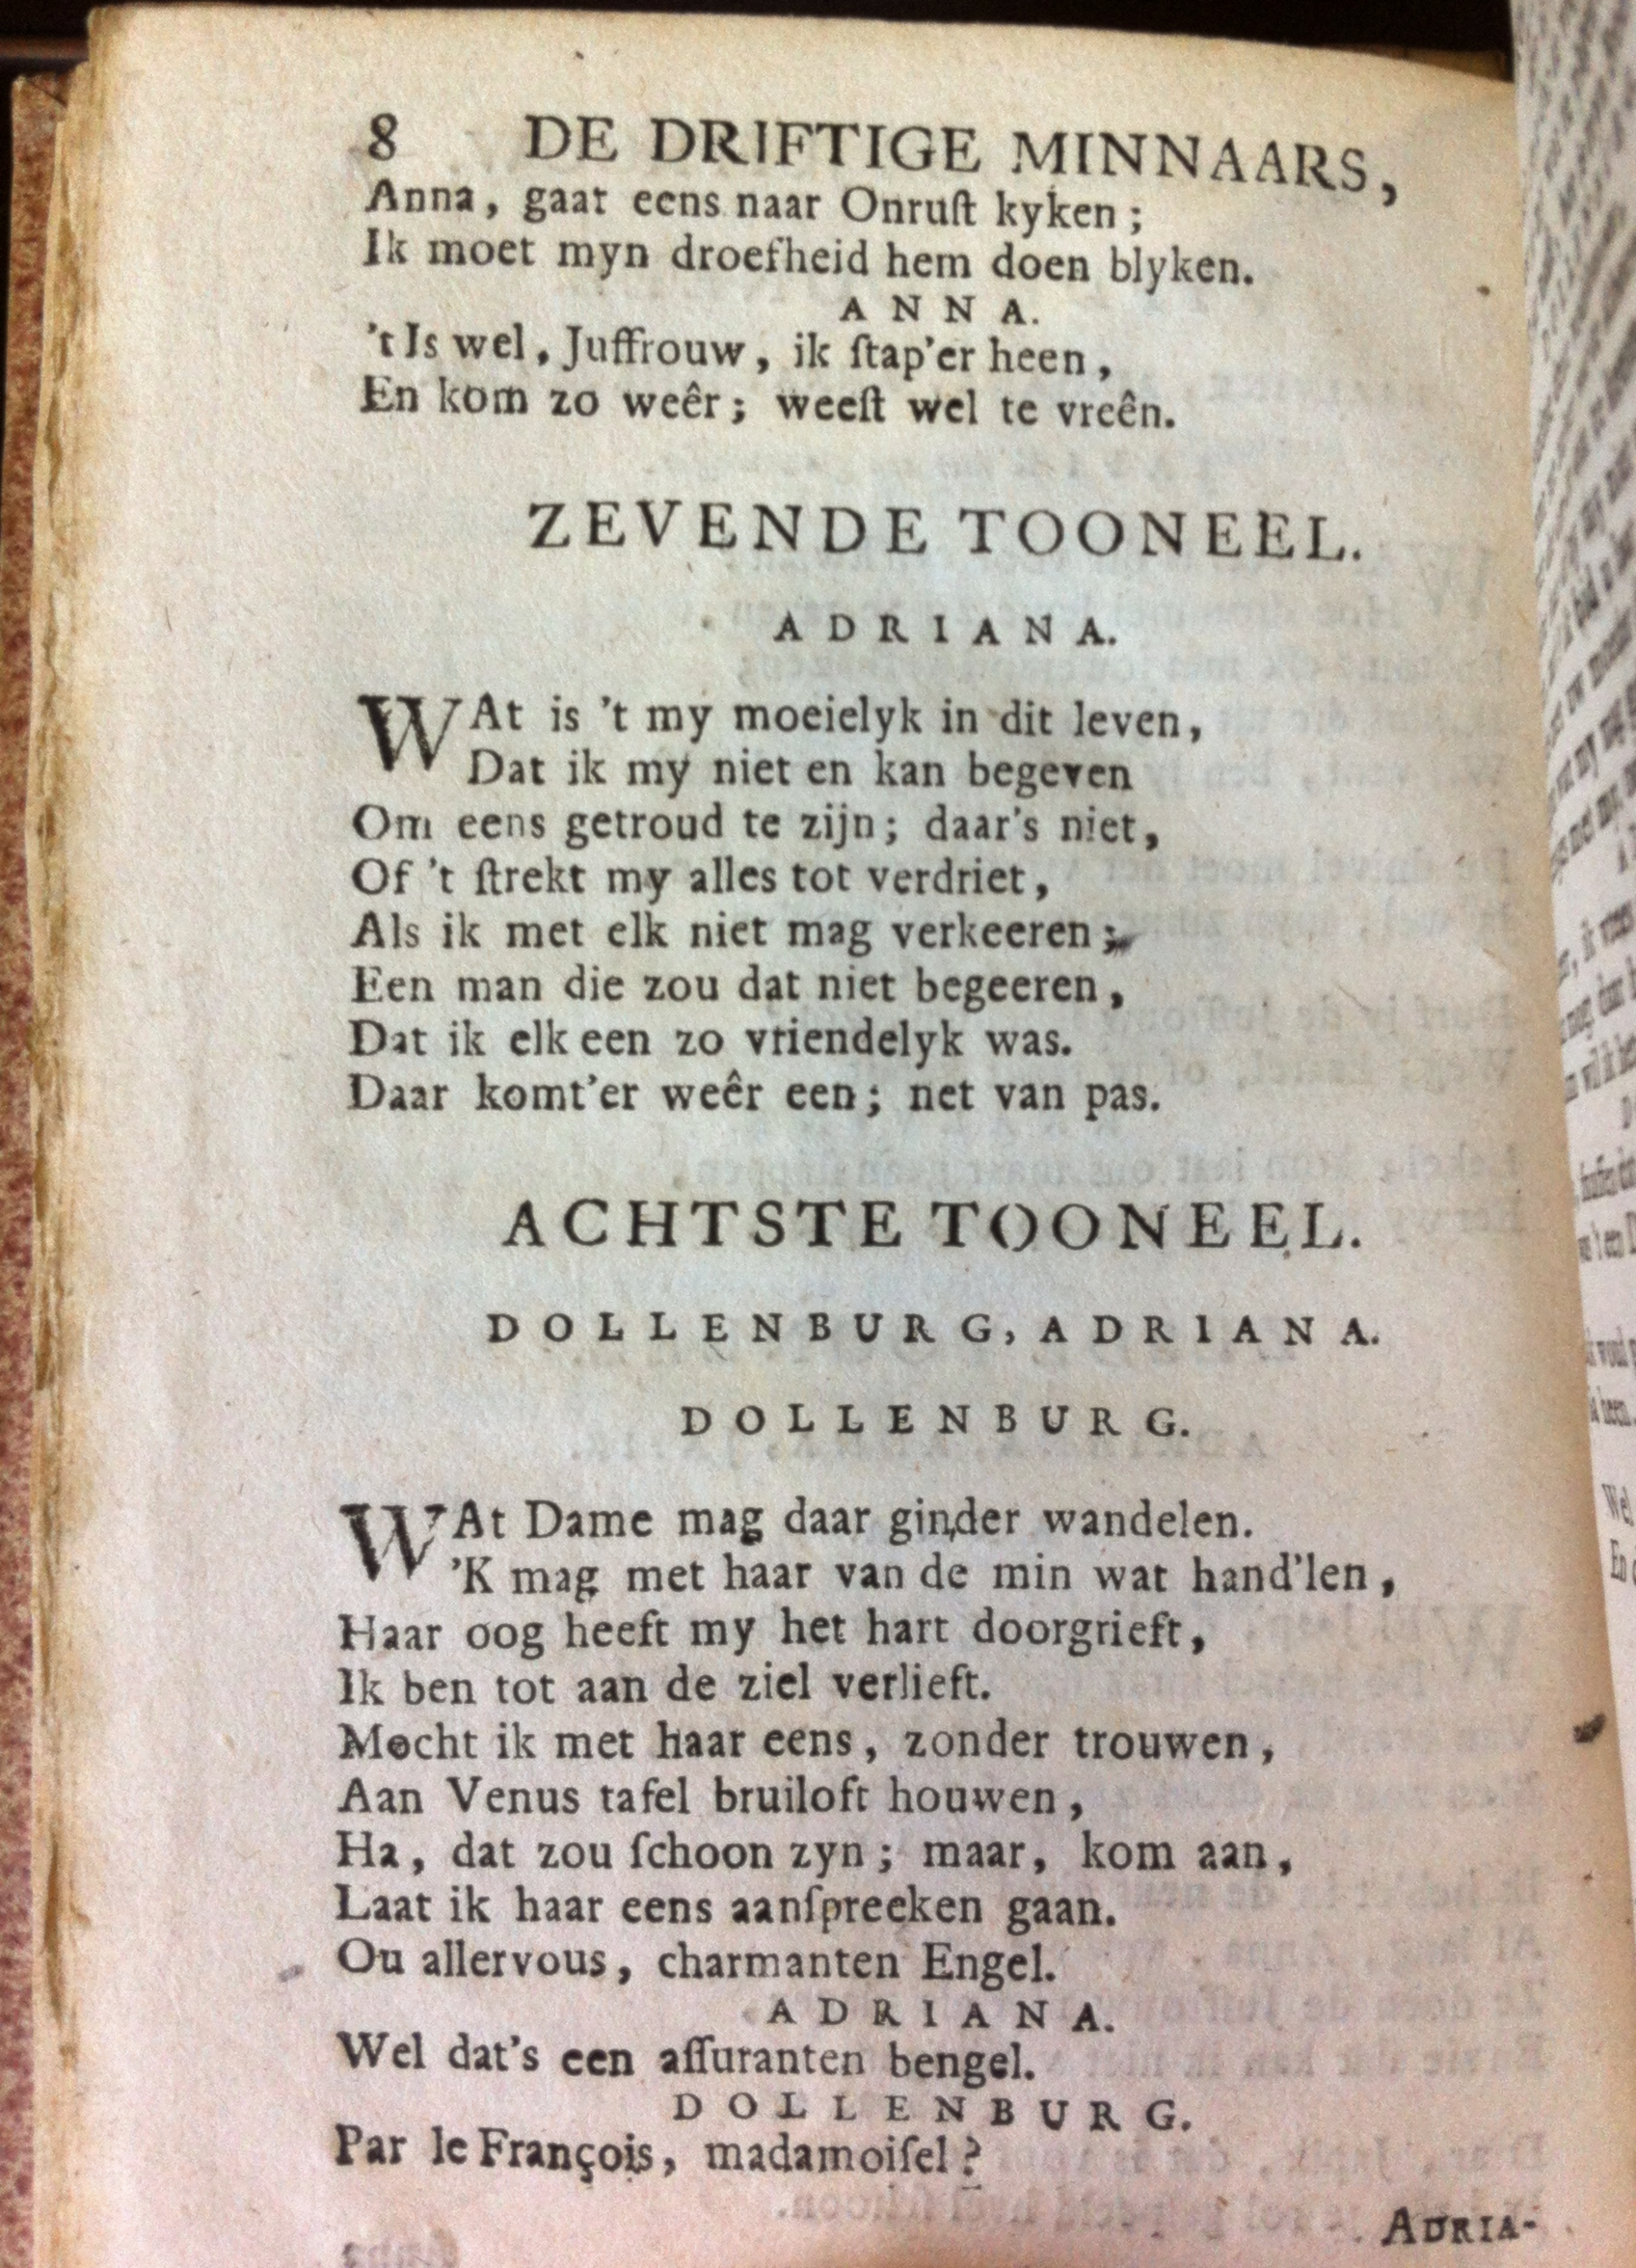 8 DE DRIFTIGE MINNAARS,
Anna, gaat eens naar Onruſt kyken;
Ik moet myn droefheid hem doen blyken.
ANNA.
't Is wel, Juffrouw, ik ſtap'er heen,
En kom zo weêr; weeſt wel te vreên.
ZEVENDE TOONEEL.
ADRIANA.
WAt is 't my moeielyk in dit leven,
Dat ik my niet en kan begeven
Om eens getroud te zijn; daar's niet,
Of 't ſtrekt my alles tot verdriet,
Als ik met elk niet mag verkeeren;
Een man die zou dat niet begeeren,
Dat ik elk een zo vriendelyk was.
Daar komt'er weêr een; net van pas.
ACHTSTE TOONEEL.
DOLLENBURG, ADRIANA.
DOLLENBURG.
WAt Dame mag daar ginder wandelen.
'K mag met haar van de min wat hand'len,
Haar oog heeft my het hart doorgrieft,
Ik ben tot aan de ziel verlieft.
Mocht ik met haar eens, zonder trouwen,
Aan Venus tafel bruiloft houwen,
Ha, dat zou ſchoon zyn; maar, kom aan,
Laat ik haar eens aanſpreeken gaan.
Ou allervous, charmanten Engel.
ADRIANA.
Wel dat's een aſſuranten bengel.
DOLLENBURG.
Par le François, madamoiſel?
ADRIA-